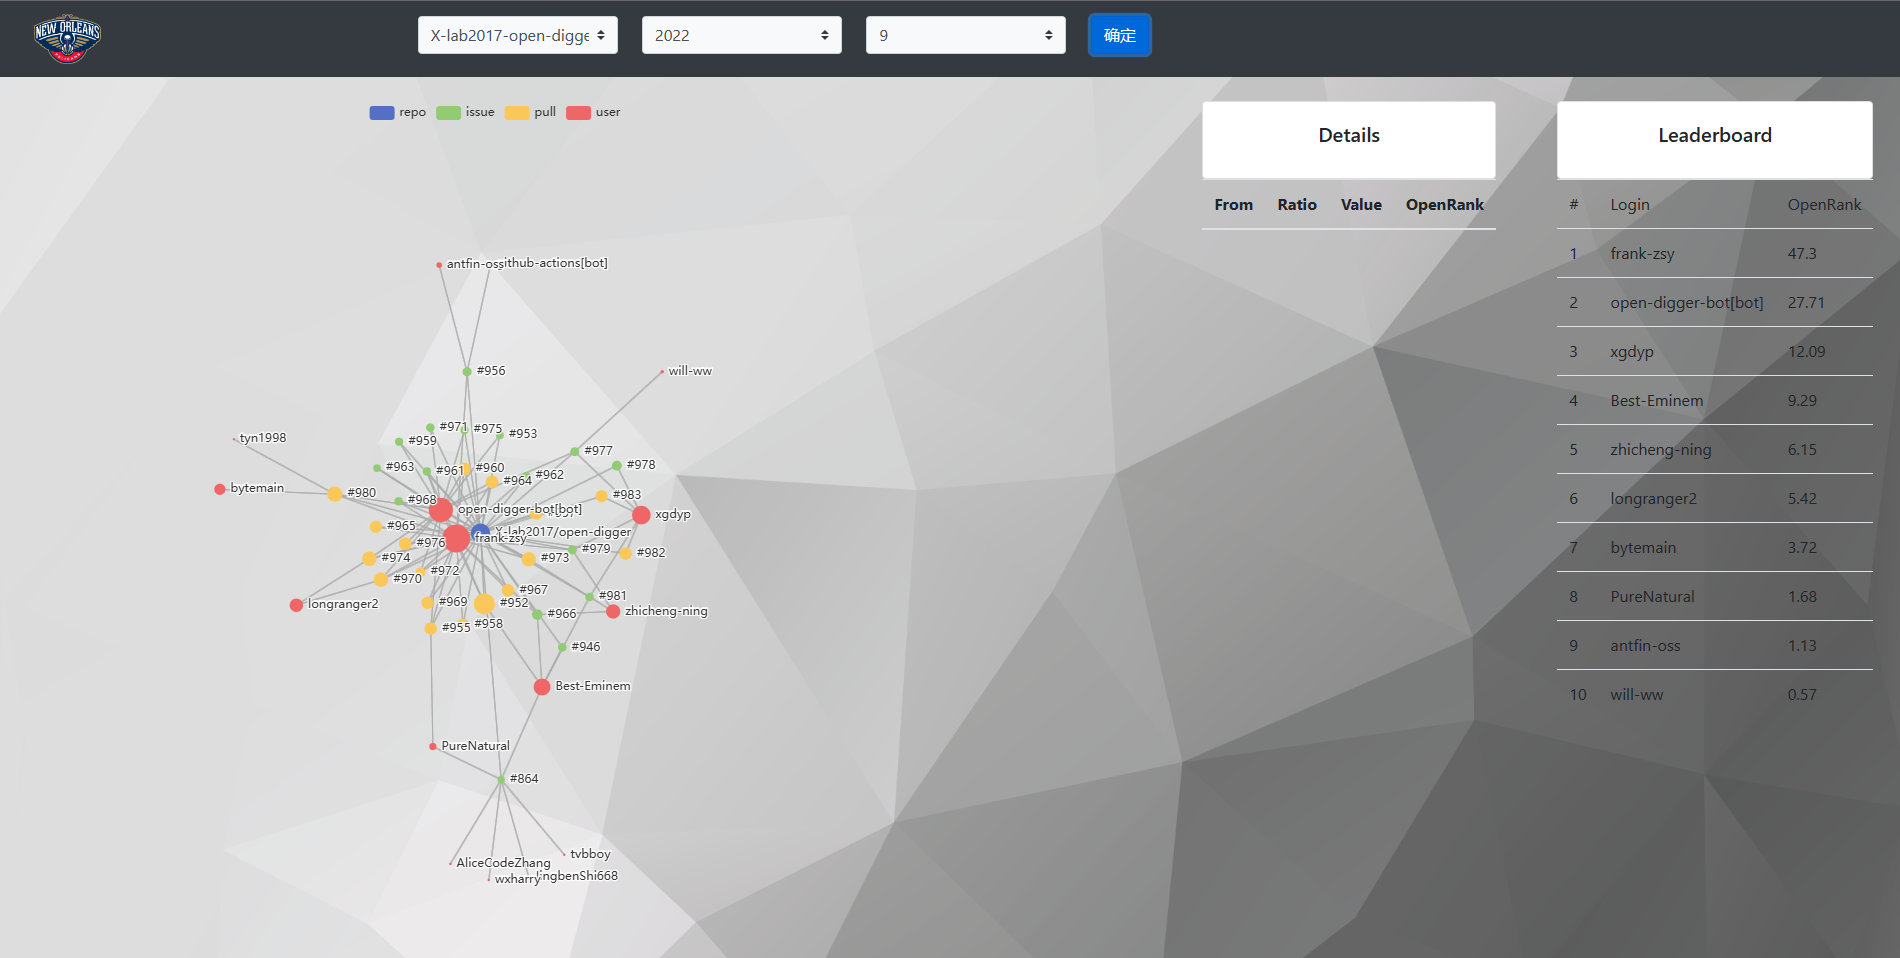 NEW ORLEANS
PELICANS
X-lab2017-open-digge
2022
9
确定
repo
issue
pull
user
antfin-oss
ithub-actions[bot]
#956
will-ww
#971
#975
#953
#959
tyn1998
#977
#963
#961
#960
#978
#964
#962
bytemain
#980
#968
#983
open-digger-bot[bot]
xgdyp
#965
X-lab2017/open-digger
frank-zsy
#976
#979
#982
#974
#973
#972
#970
#967
#981
longranger2
#969
#952
#966
zhicheng-ning
#955
#958
#946
Best-Eminem
PureNatural
#864
tvbboy
AliceCodeZhang
wxharry
ingbenShi668
Details
From Ratio Value OpenRank
Leaderboard
# Login OpenRank
1 frank-zsy 47.3
2 open-digger-bot[bot] 27.71
3 xgdyp 12.09
4 Best-Eminem 9.29
5 zhicheng-ning 6.15
6 longranger2 5.42
7 bytemain 3.72
8 PureNatural 1.68
9 antfin-oss 1.13
10 will-ww 0.57